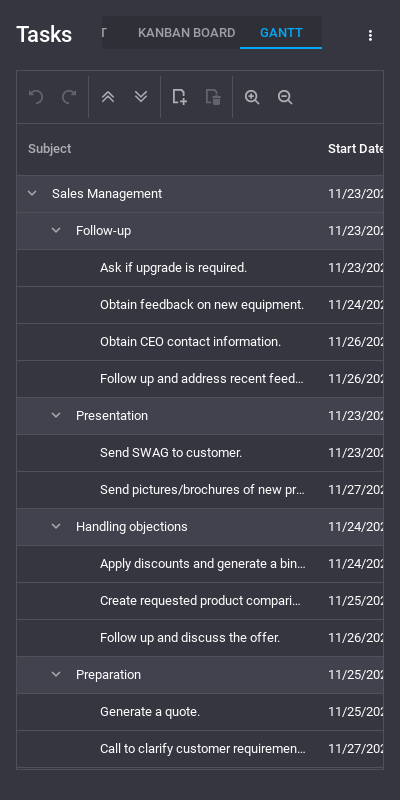 Tasks
T KANBAN BOARD GANTT
Subject Start Date
Sales Management 11/23/202
Follow-up 11/23/202
Ask if upgrade is required. 11/23/202
Obtain feedback on new equipment. 11/24/202
Obtain CEO contact information. 11/26/202
Follow up and address recent feed... 11/26/202
Presentation 11/23/202
Send SWAG to customer. 11/23/202
Send pictures/brochures of new pr... 11/27/202
Handling objections 11/24/202
Apply discounts and generate a bin... 11/24/202
Create requested product compari... 11/25/202
Follow up and discuss the offer. 11/26/202
Preparation 11/25/202
Generate a quote. 11/25/202
Call to clarify customer requiremen... 11/27/202